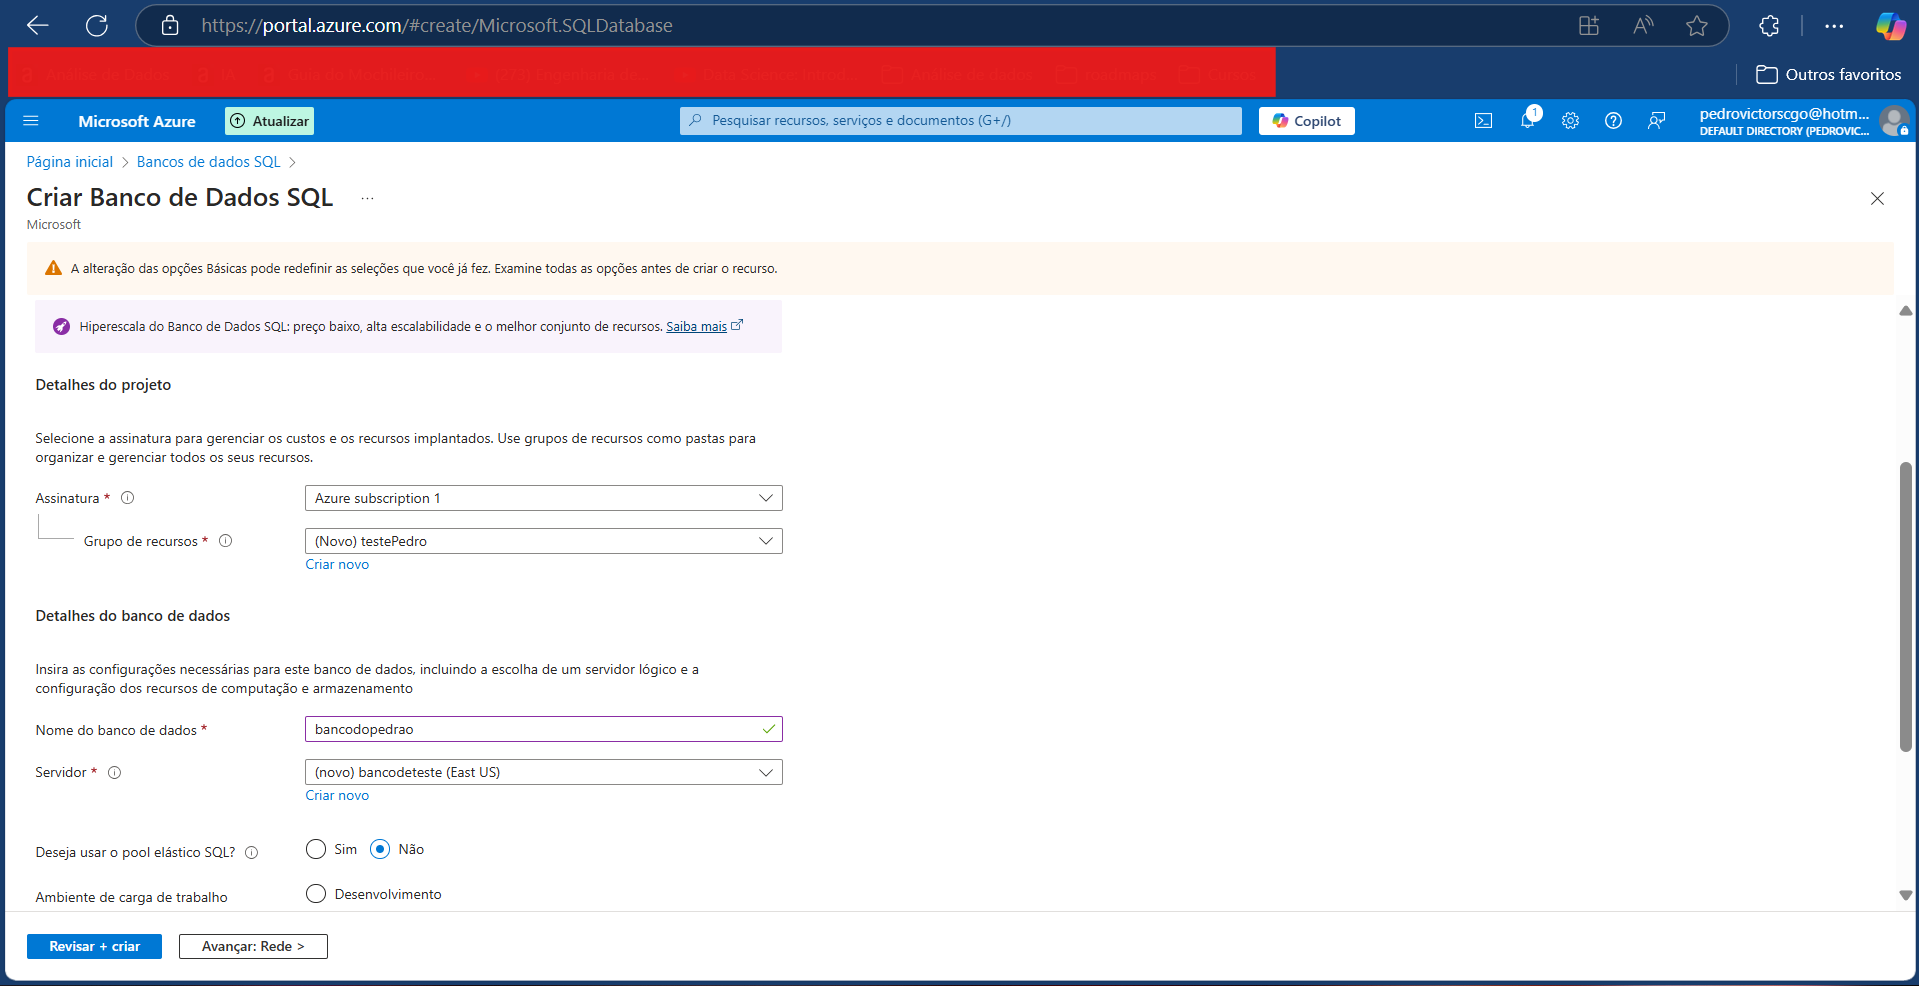 https://portal.azure.com/#create/Microsoft.SQLDatabase
Outros favoritos
Microsoft Azure
Atualizar
Pesquisar recursos, serviços e documentos (G+/)
Copilot
1
pedrovictorscgo@hotm...
DEFAULT DIRECTORY (PEDROVIC...
Página inicial > Bancos de dados SQL >
Criar Banco de Dados SQL ...
Microsoft
A alteração das opções Básicas pode redefinir as seleções que você já fez. Examine todas as opções antes de criar o recurso.
Hiperescala do Banco de Dados SQL: preço baixo, alta escalabilidade e o melhor conjunto de recursos. Saiba mais
Detalhes do projeto
Selecione a assinatura para gerenciar os custos e os recursos implantados. Use grupos de recursos como pastas para
organizar e gerenciar todos os seus recursos.
Assinatura *
Azure subscription 1
Grupo de recursos *
(Novo) testePedro
Criar novo
Detalhes do banco de dados
Insira as configurações necessárias para este banco de dados, incluindo a escolha de um servidor lógico e a
configuração dos recursos de computação e armazenamento
Nome do banco de dados *
bancodopedrao
Servidor *
(novo) bancodeteste (East US)
Criar novo
Deseja usar o pool elástico SQL?
Sim
Não
Ambiente de carga de trabalho
Desenvolvimento
Revisar + criar
Avançar: Rede >